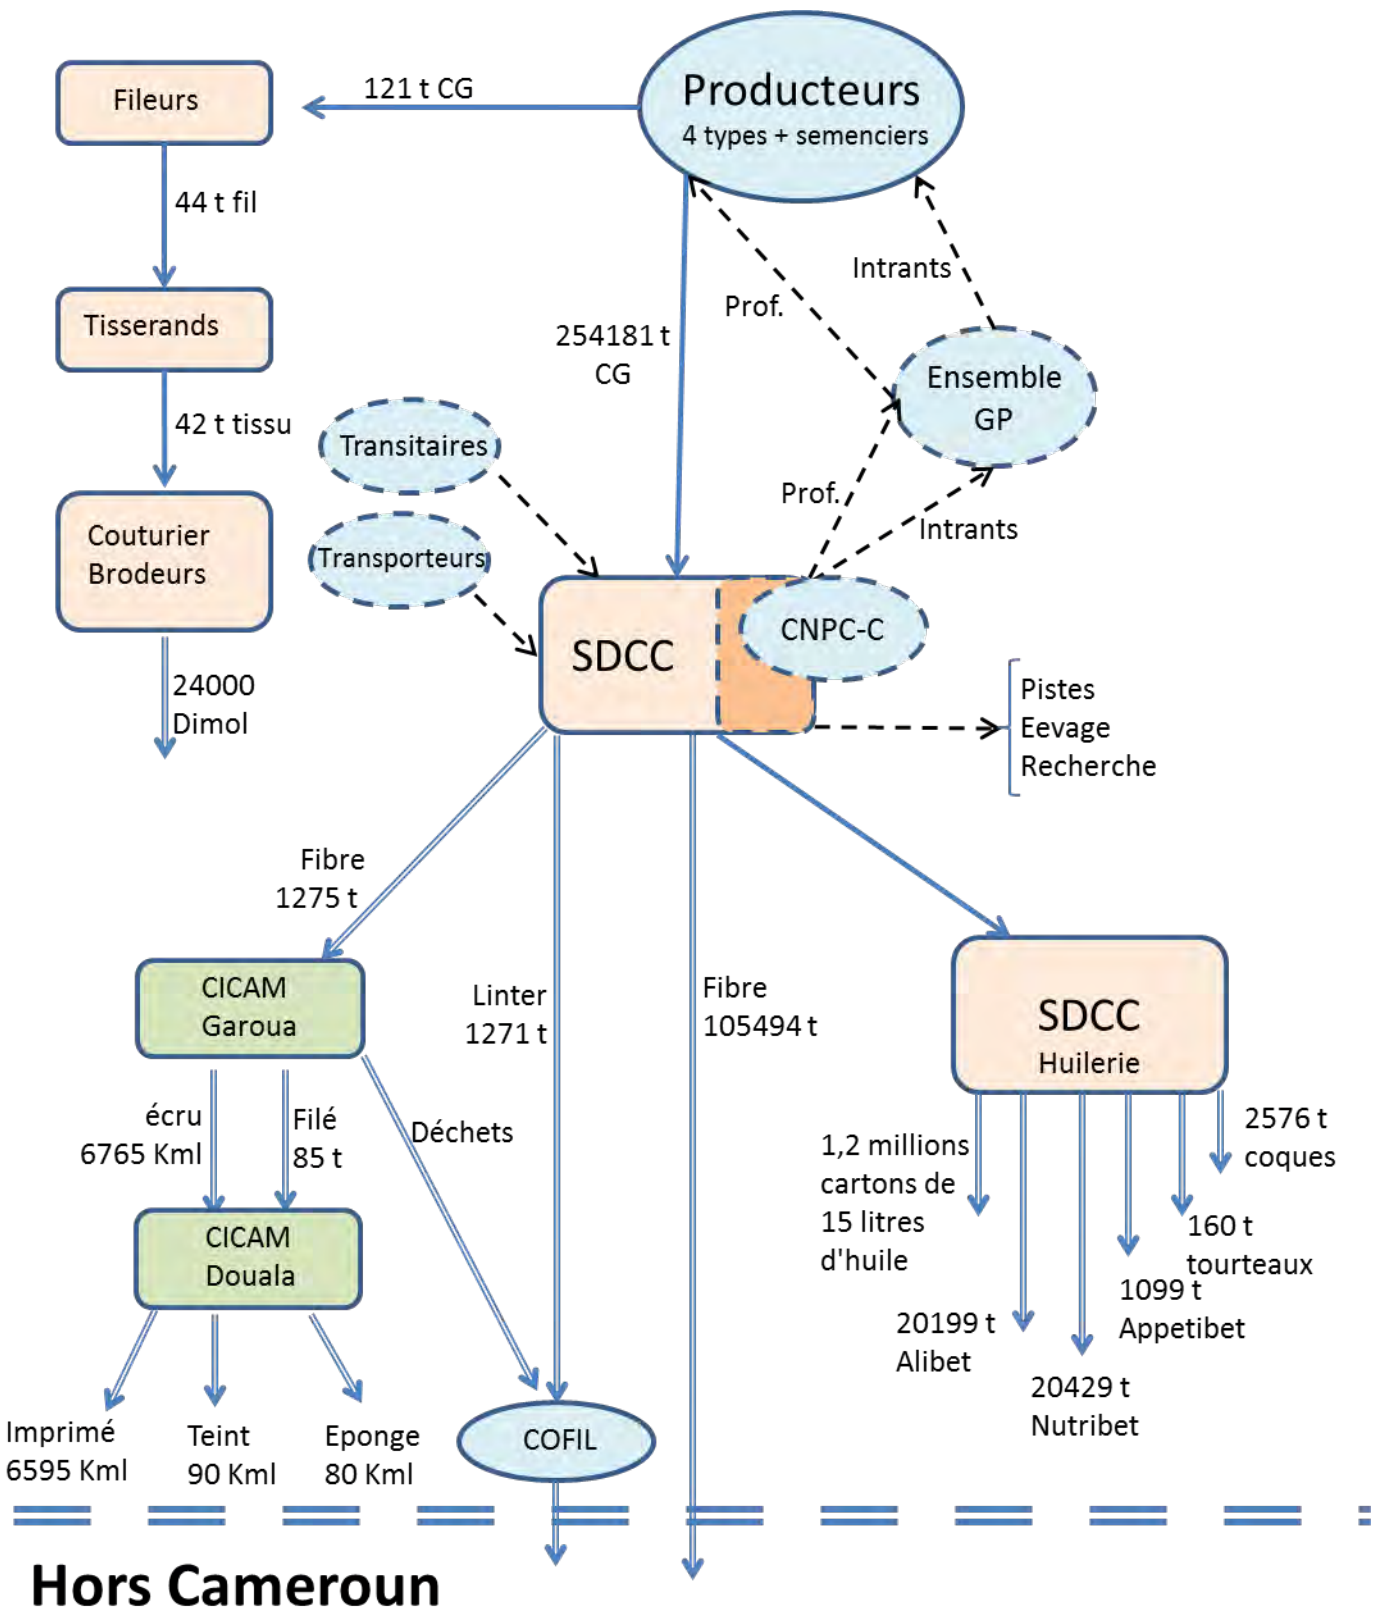 Producteurs
4 types + semenciers
121 t CG
Fileurs
44 t fil
Tisserands
42 t tissu
Couturier
Brodeurs
24000
Dimol
254181 t
CG
Prof.
Intrants
Ensemble
GP
Prof.
Intrants
Transitaires
Transporteurs
SDCC
CNPC-C
Pistes
Eevage
Recherche
Fibre
1275 t
CICAM
Garoua
écru
6765 Kml
Filé
85 t
Déchets
CICAM
Douala
Imprimé
6595 Kml
Teint
90 Kml
Eponge
80 Kml
Linter
1271 t
COFIL
Fibre
105494 t
SDCC
Huilerie
1,2 millions
cartons de
15 litres
d'huile
20199 t
Alibet
20429 t
Nutribet
1099 t
Appetibet
160 t
tourteaux
2576 t
coques
Hors Cameroun